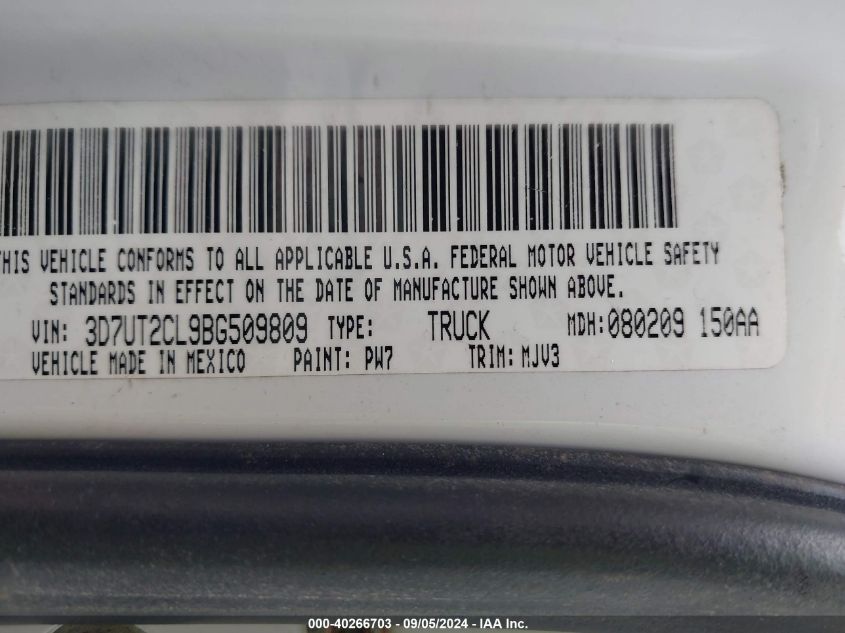 THIS VEHICLE CONFORMS TO ALL APPLICABLE U.S.A. FEDERAL MOTOR VEHICLE SAFETY
STANDARDS IN EFFECT ON THE DATE OF MANUFACTURE SHOWN ABOVE.
VIN: 3D7UT2CL9BG509809 TYPE: TRUCK MDH:080209 150AA
VEHICLE MADE IN MEXICO PAINT: PW7 TRIM: MJV3
000-40266703 - 09/05/2024 - IAA Inc.